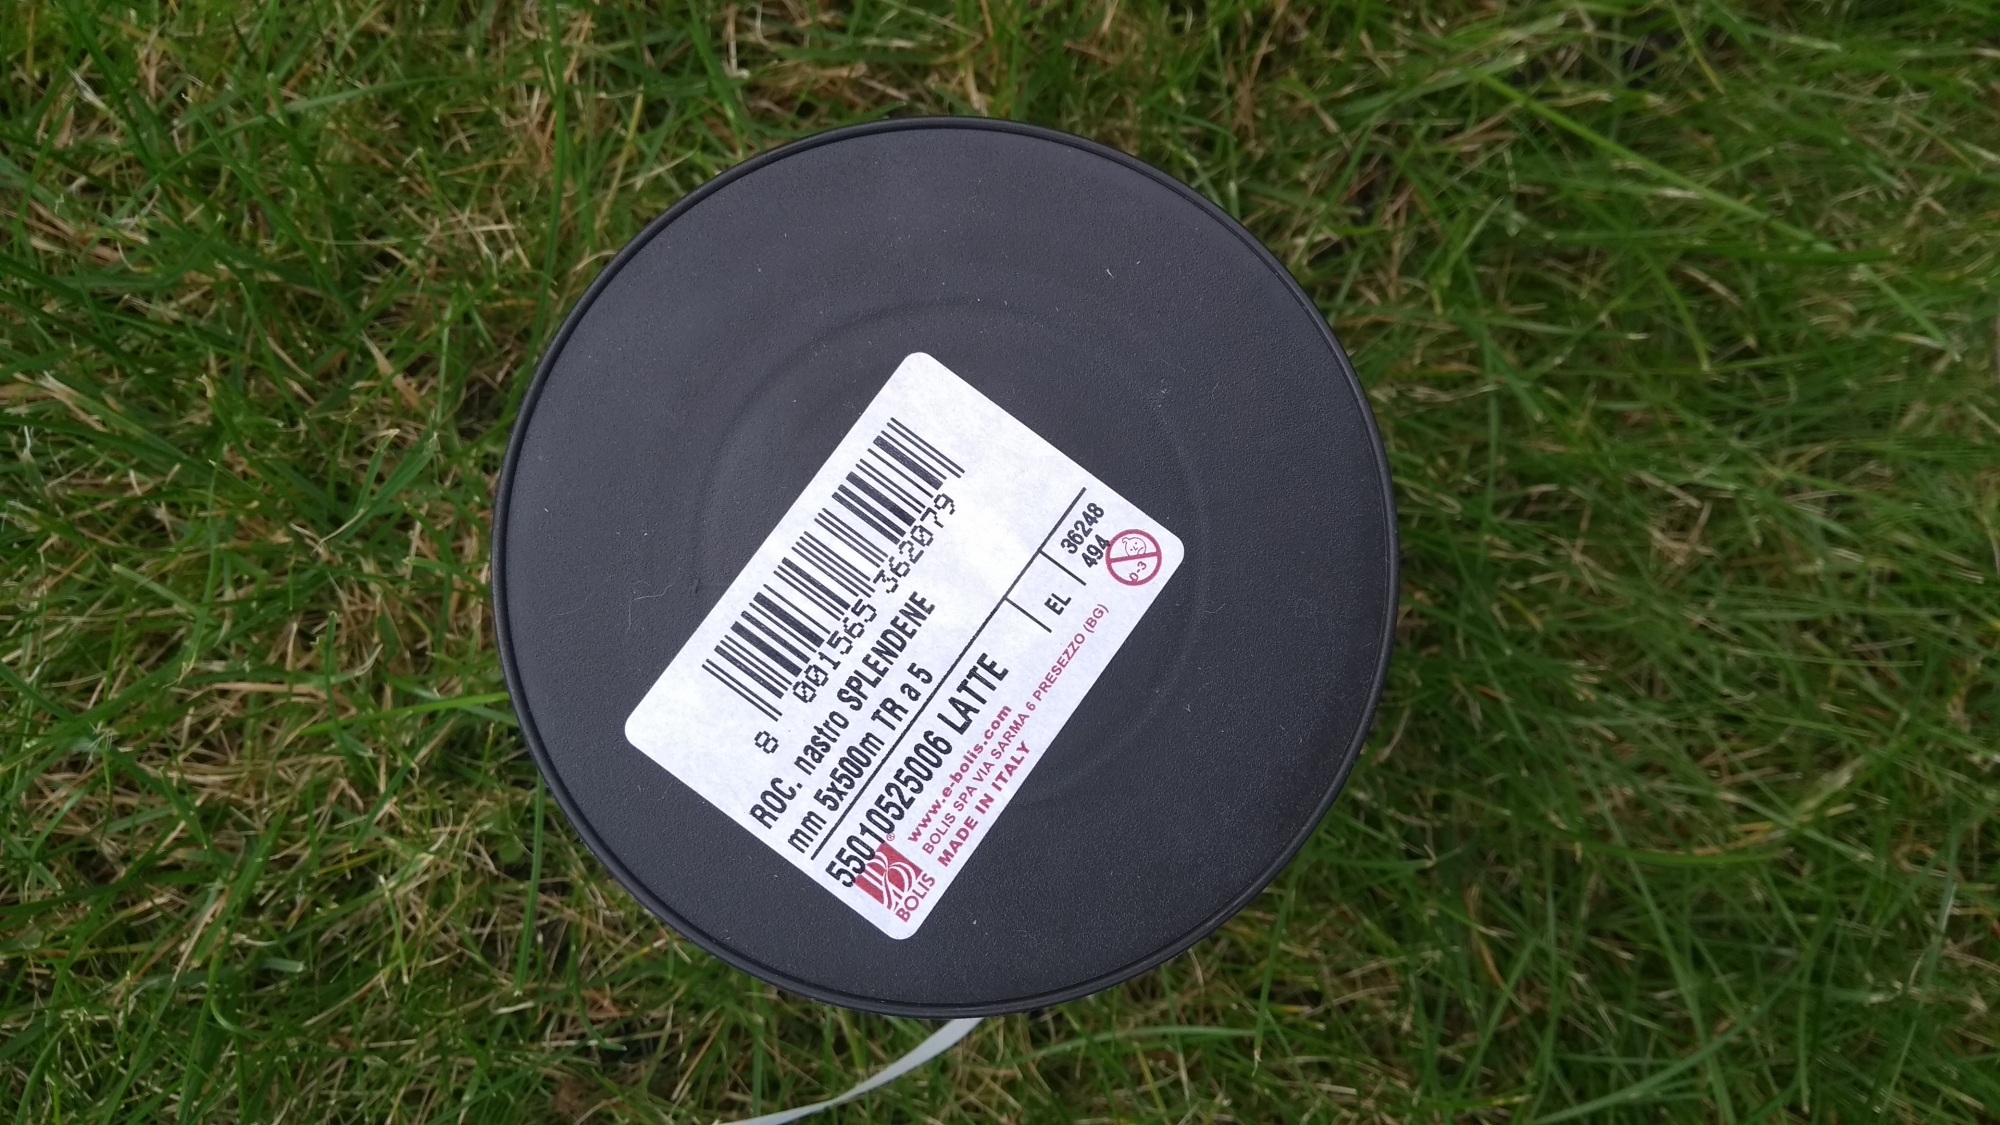 8 001565 362079
ROC. nastro SPLENDENE
mm 5x500m TR a 5
36248
494
55010525006 LATTE
EL
0-3
www.e-bolis.com
BOLIS SPA VIA SARMA 6 PRESEZZO (BG)
MADE IN ITALY
BOLIS
®